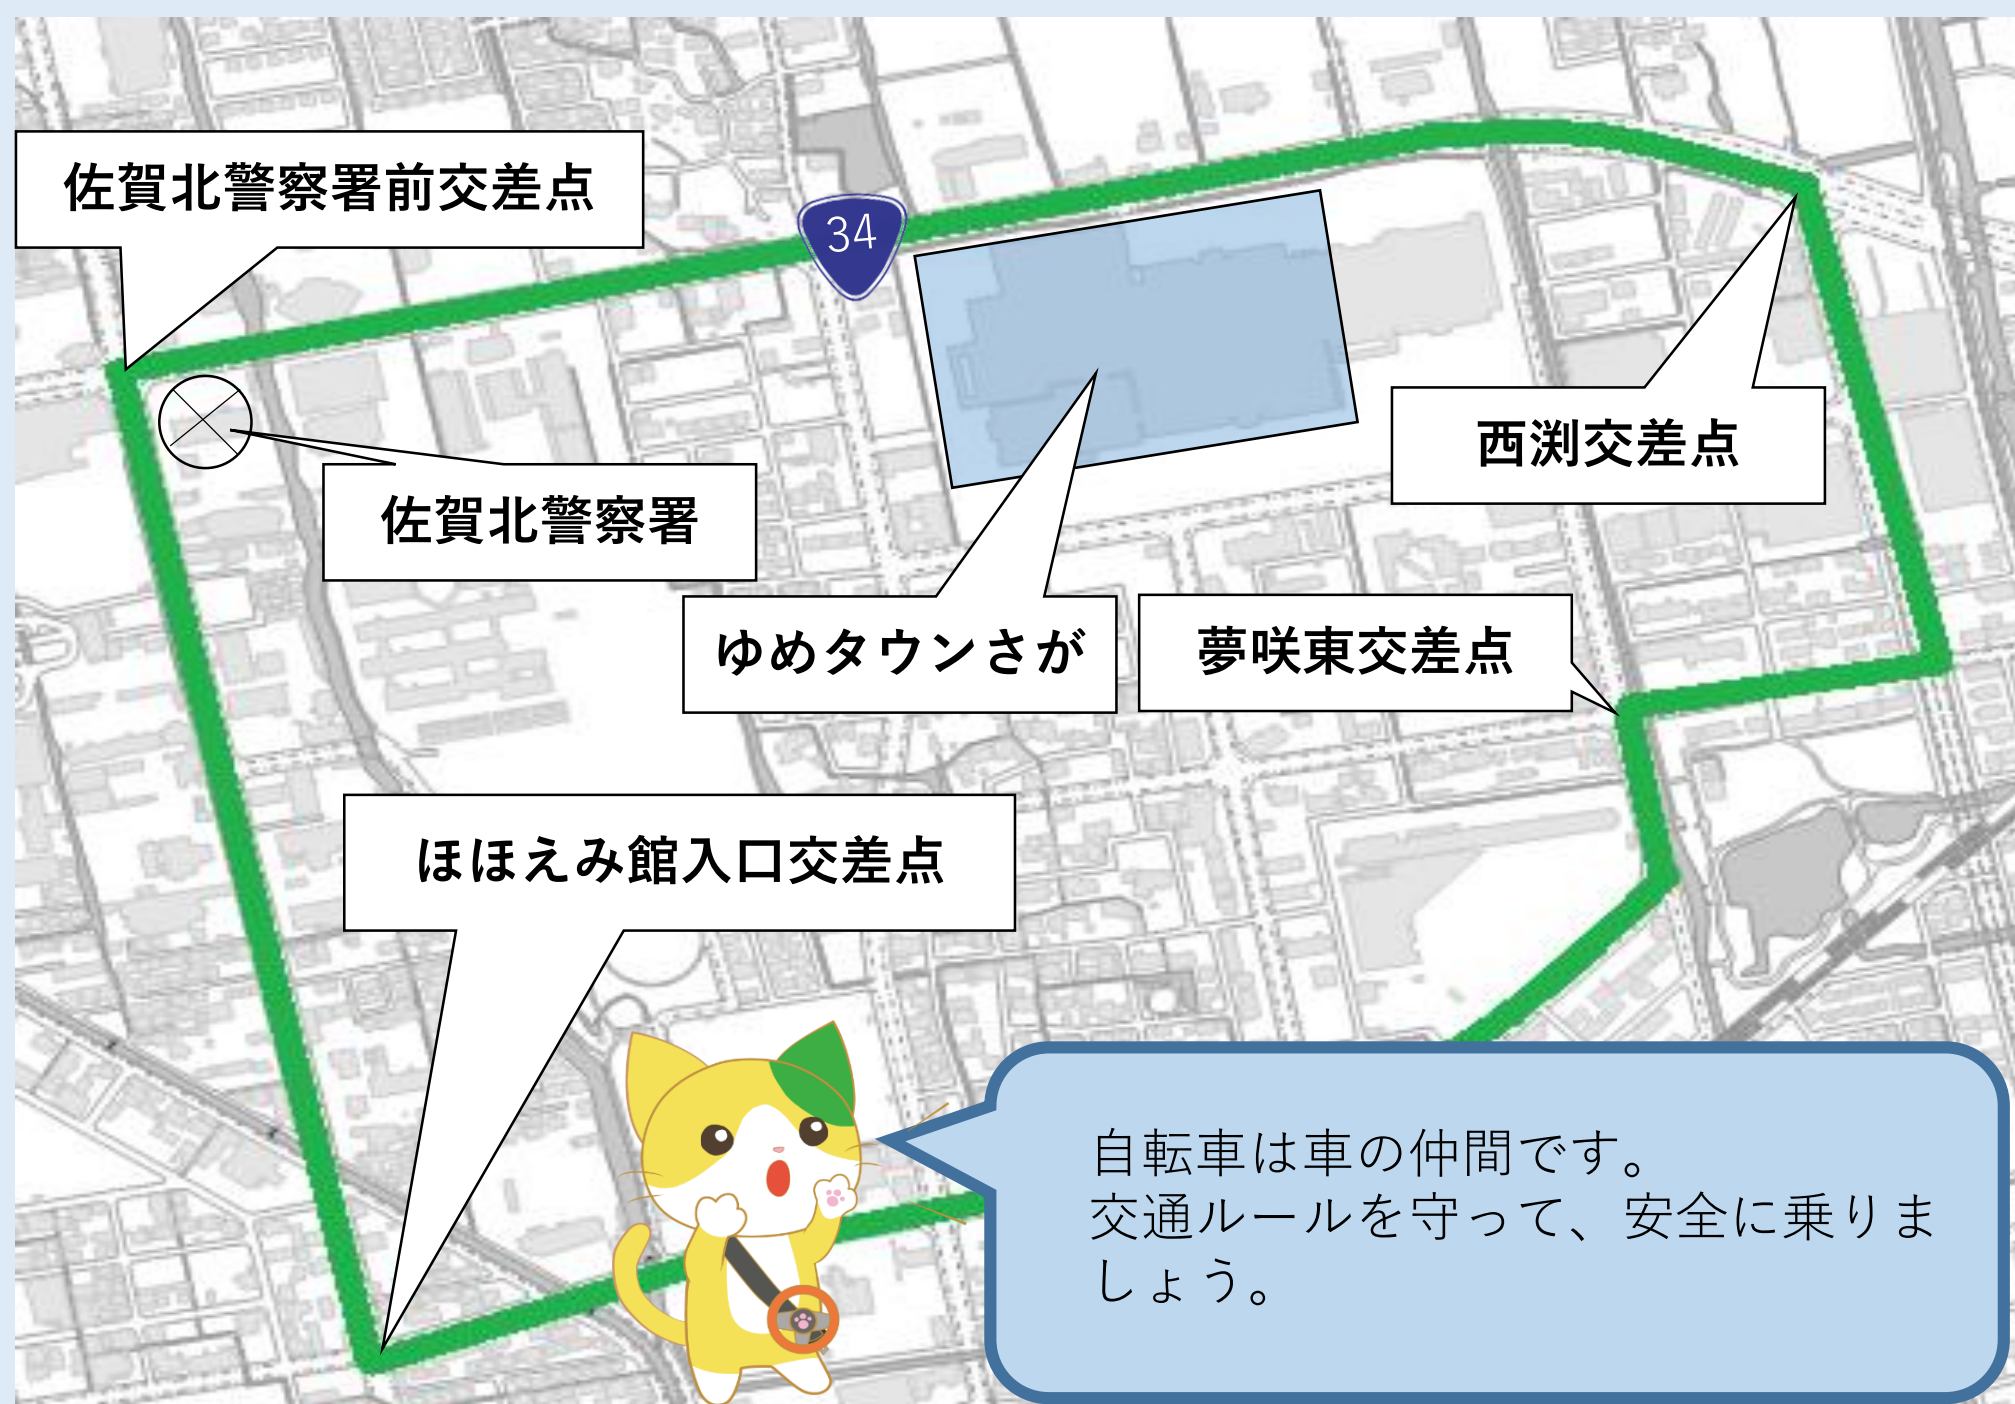 佐賀北警察署前交差点
34
西渕交差点
佐賀北警察署
ゆめタウンさが
夢咲東交差点
ほほえみ館入口交差点
自転車は車の仲間です。
交通ルールを守って、安全に乗りま
しょう。